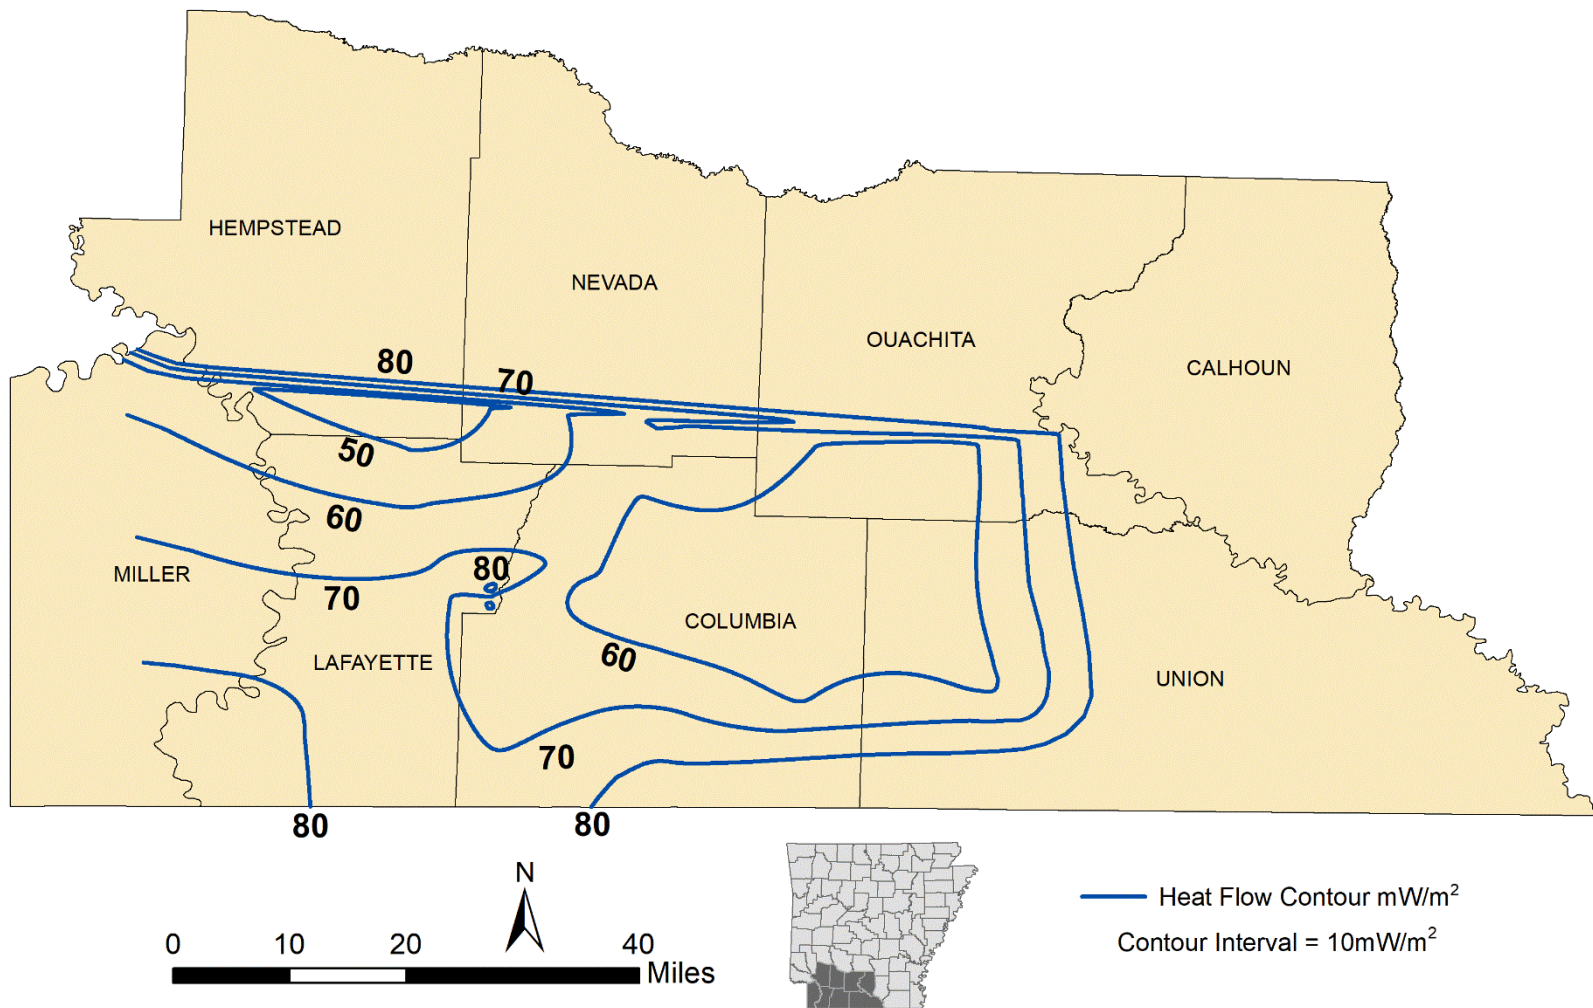 HEMPSTEAD
NEVADA
OUACHITA
CALHOUN
80
70
50
60
80
MILLER
70
COLUMBIA
LAFAYETTE
60
UNION
70
80
80
N
0 10 20 40
Miles
Heat Flow Contour mW/m²
Contour Interval = 10mW/m²